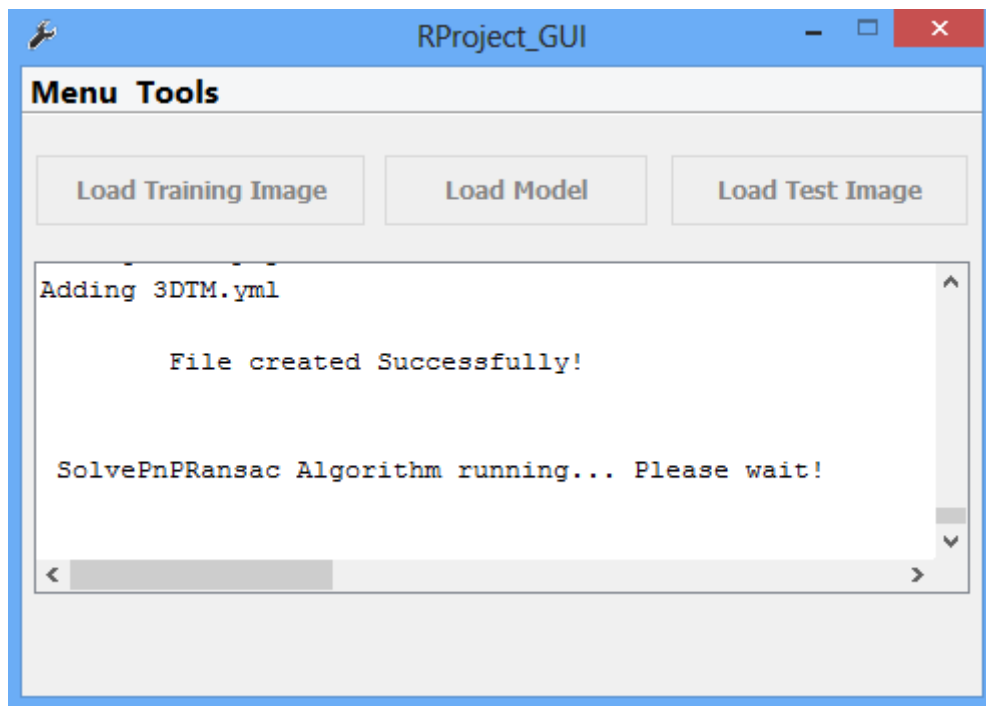 RProject_GUI
Menu Tools
Load Training Image Load Model Load Test Image
Adding 3DTM.yml
File created Successfully!
SolvePnPRansac Algorithm running... Please wait!